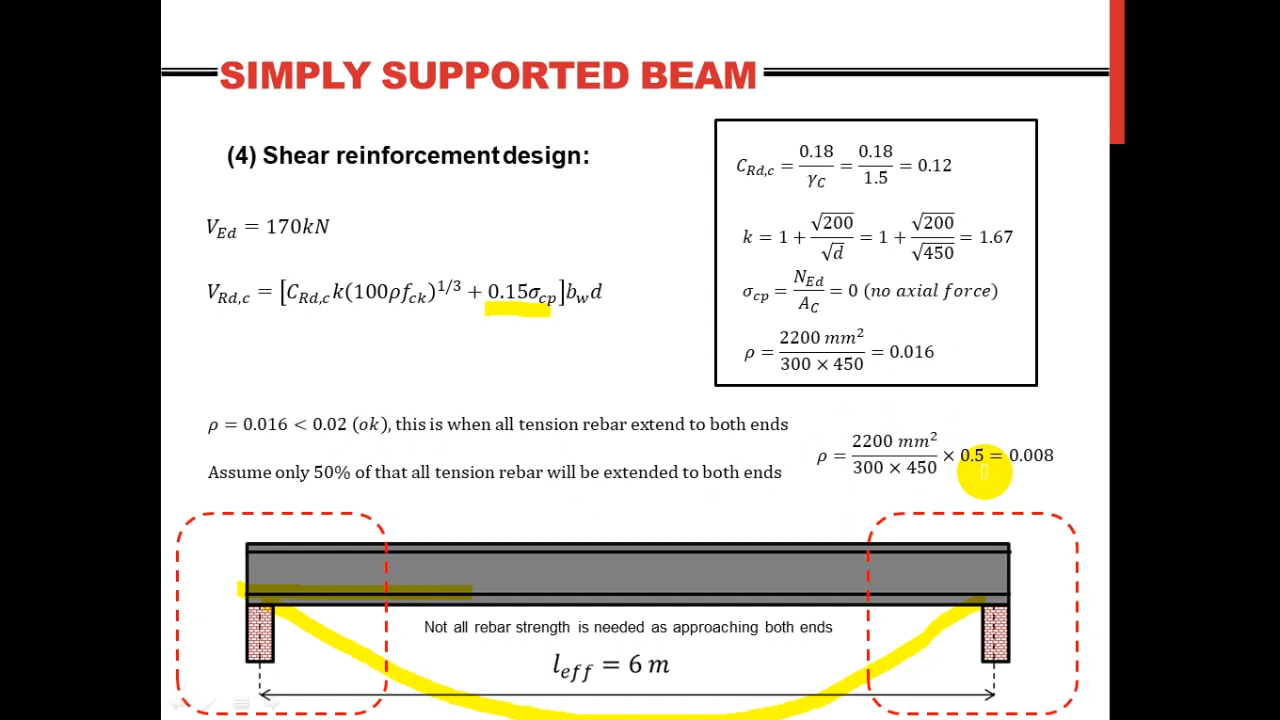 SIMPLY SUPPORTED BEAM
(4) Shear reinforcement design:
V_Ed = 170kN
V_Rd,c = [C_Rd,c k(100ρf_ck)^1/3 + 0.15σ_cp]b_w d
C_Rd,c = 0.18/γ_C = 0.18/1.5 = 0.12
k = 1 + √200/√d = 1 + √200/√450 = 1.67
σ_cp = N_Ed/A_C = 0 (no axial force)
ρ = 2200 mm²/300 × 450 = 0.016
ρ = 0.016 < 0.02 (ok), this is when all tension rebar extend to both ends
Assume only 50% of that all tension rebar will be extended to both ends
ρ = 2200 mm²/300 × 450 × 0.5 = 0.008
Not all rebar strength is needed as approaching both ends
l_eff = 6 m